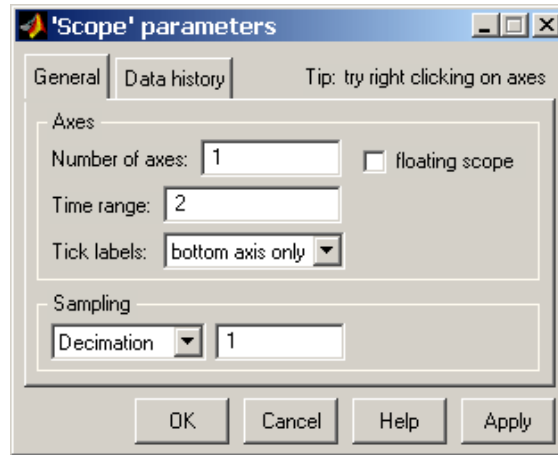 'Scope' parameters
General Data history Tip: try right clicking on axes
Axes
Number of axes: 1 floating scope
Time range: 2
Tick labels: bottom axis only
Sampling
Decimation 1
OK Cancel Help Apply